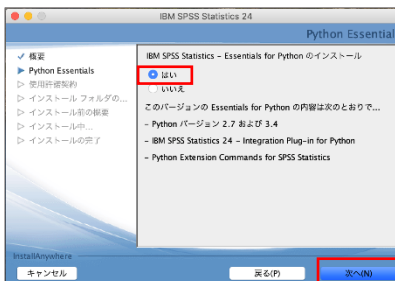 IBM SPSS Statistics 24
Python Essential
概要
Python Essentials
使用許諾契約
インストール フォルダの...
インストール前の概要
インストール中...
インストールの完了
IBM SPSS Statistics – Essentials for Python のインストール
はい
いいえ
このバージョンの Essentials for Python の内容は次のとおりで...
– Python バージョン 2.7 および 3.4
– IBM SPSS Statistics 24 – Integration Plug-in for Python
– Python Extension Commands for SPSS Statistics
InstallAnywhere
キャンセル
戻る(P)
次へ(N)